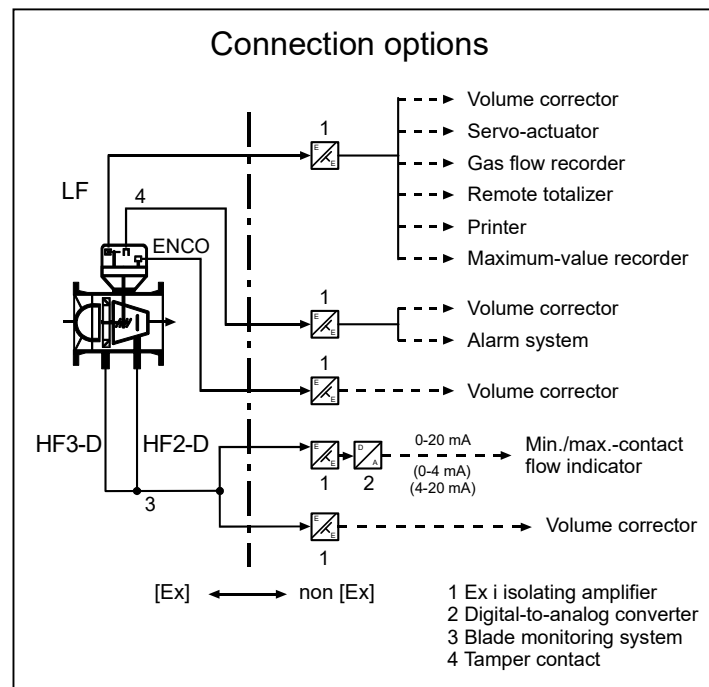 Connection options
1
Volume corrector
Servo-actuator
Gas flow recorder
Remote totalizer
Printer
Maximum-value recorder
LF
4
ENCO
1
Volume corrector
Alarm system
1
Volume corrector
HF3-D
HF2-D
3
E
E
1
D
A
2
0-20 mA
(0-4 mA)
(4-20 mA)
Min./max.-contact
flow indicator
E
E
1
Volume corrector
[Ex]
non [Ex]
1 Ex i isolating amplifier
2 Digital-to-analog converter
3 Blade monitoring system
4 Tamper contact
E
E
E
E
E
E